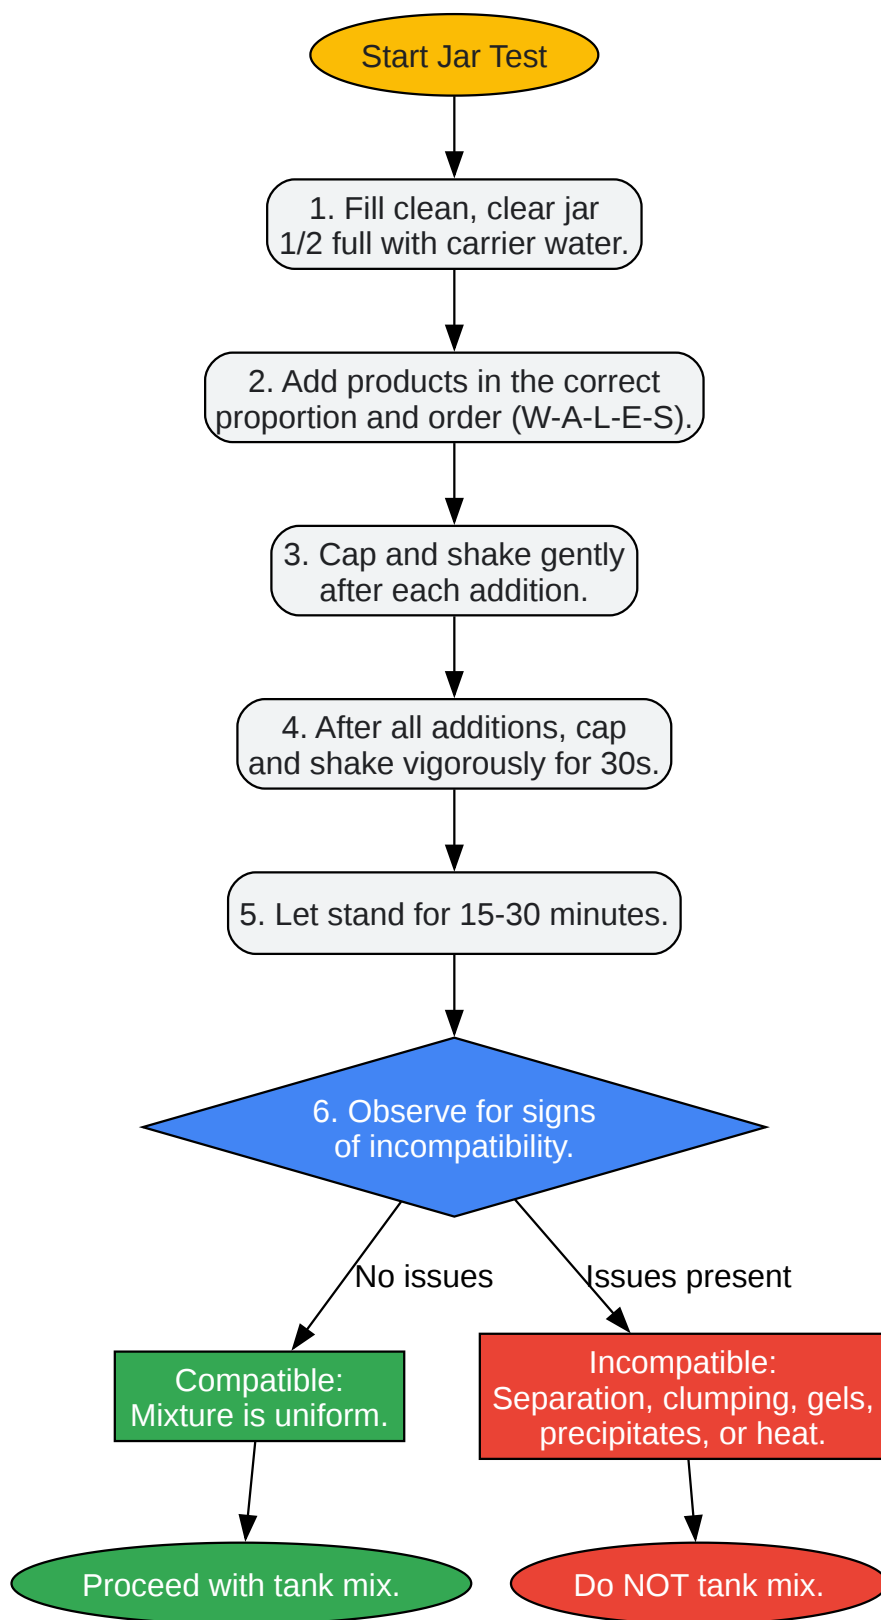 Start Jar Test
1. Fill clean, clear jar
1/2 full with carrier water.
2. Add products in the correct
proportion and order (W-A-L-E-S).
3. Cap and shake gently
after each addition.
4. After all additions, cap
and shake vigorously for 30s.
5. Let stand for 15-30 minutes.
6. Observe for signs
of incompatibility.
No issues
Issues present
Compatible:
Mixture is uniform.
Incompatible:
Separation, clumping, gels,
precipitates, or heat.
Proceed with tank mix.
Do NOT tank mix.